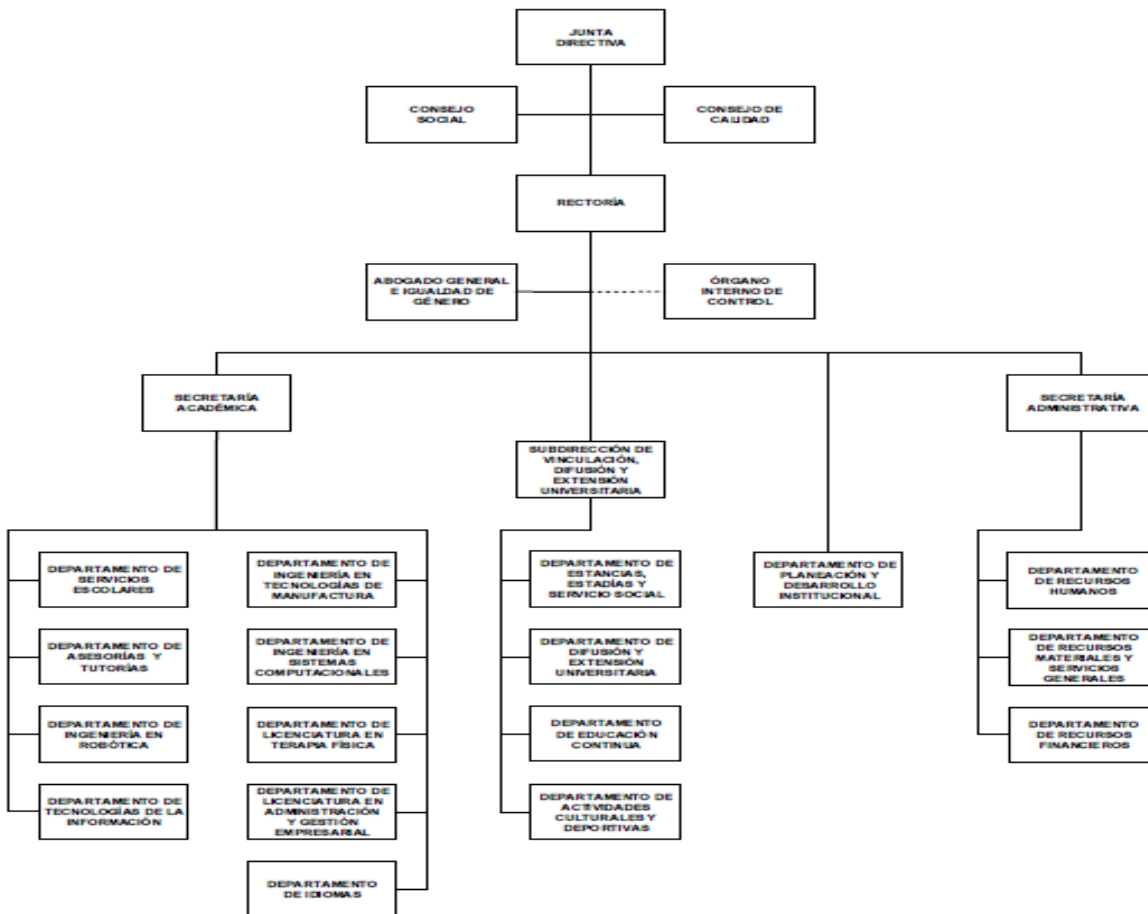 JUNTA
DIRECTIVA
CONSEJO
SOCIAL
CONSEJO DE
CALIDAD
RECTORÍA
ABOGADO GENERAL
E IGUALDAD DE
GÉNERO
ÓRGANO
INTERNO DE
CONTROL
SECRETARÍA
ACADÉMICA
SECRETARÍA
ADMINISTRATIVA
SUBDIRECCIÓN DE
VINCULACIÓN,
DIFUSIÓN Y
EXTENSIÓN
UNIVERSITARIA
DEPARTAMENTO DE
SERVICIOS
ESCOLARES
DEPARTAMENTO DE
ASESORÍAS Y
TUTORÍAS
DEPARTAMENTO DE
INGENIERÍA EN
ROBÓTICA
DEPARTAMENTO DE
TECNOLOGÍAS DE LA
INFORMACIÓN
DEPARTAMENTO DE
INGENIERÍA EN
TECNOLOGÍAS DE
MANUFACTURA
DEPARTAMENTO DE
INGENIERÍA EN
SISTEMAS
COMPUTACIONALES
DEPARTAMENTO DE
LICENCIATURA EN
TERAPIA FÍSICA
DEPARTAMENTO DE
LICENCIATURA EN
ADMINISTRACIÓN
Y GESTIÓN
EMPRESARIAL
DEPARTAMENTO
DE IDIOMAS
DEPARTAMENTO DE
ESTANCIAS,
ESTADÍAS Y
SERVICIO SOCIAL
DEPARTAMENTO DE
DIFUSIÓN Y
EXTENSIÓN
UNIVERSITARIA
DEPARTAMENTO
DE EDUCACIÓN
CONTINUA
DEPARTAMENTO DE
ACTIVIDADES
CULTURALES Y
DEPORTIVAS
DEPARTAMENTO DE
PLANEACIÓN Y
DESARROLLO
INSTITUCIONAL
DEPARTAMENTO
DE RECURSOS
HUMANOS
DEPARTAMENTO
DE RECURSOS
MATERIALES Y
SERVICIOS
GENERALES
DEPARTAMENTO
DE RECURSOS
FINANCIEROS